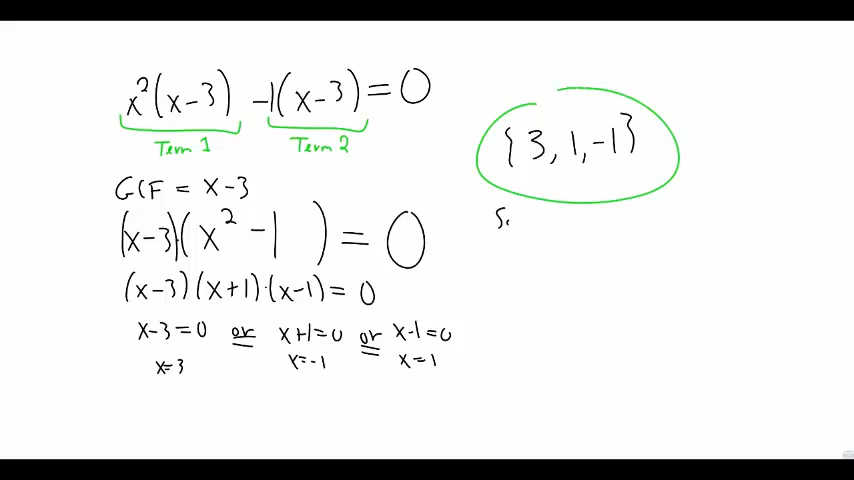 x²(x-3) -1(x-3) = 0
Term 1 Term 2
GCF = x-3
(x-3)·(x² - 1 ) = 0
(x-3)(x+1)·(x-1) = 0
x-3=0 or x+1=0 or x-1=0
x=3 x=-1 x=1
{3, 1, -1}